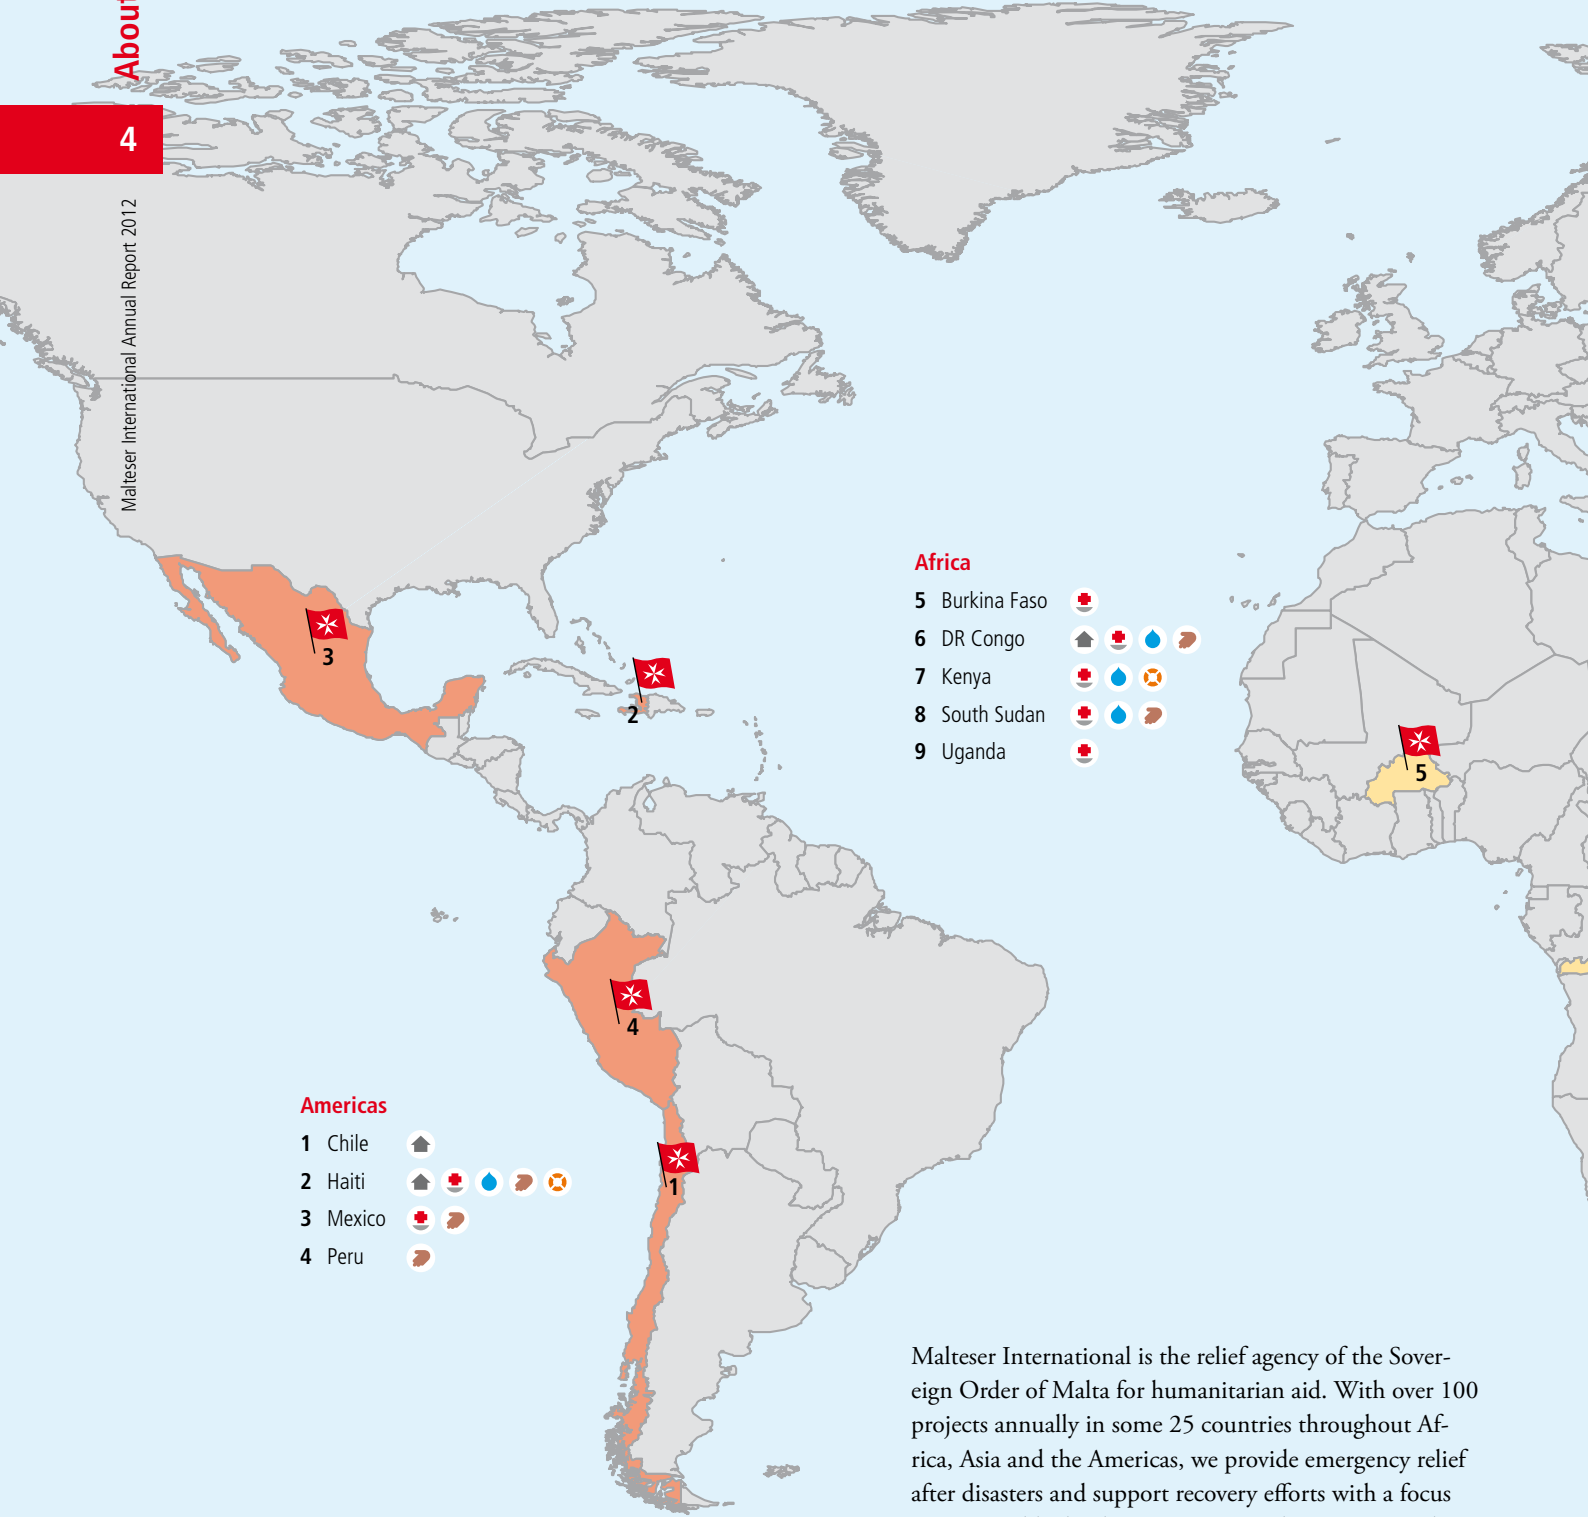 About
4
Malteser International Annual Report 2012
3
2
5
4
1
Africa
5 Burkina Faso
6 DR Congo
7 Kenya
8 South Sudan
9 Uganda
Americas
1 Chile
2 Haiti
3 Mexico
4 Peru
Malteser International is the relief agency of the Sover-
eign Order of Malta for humanitarian aid. With over 100
projects annually in some 25 countries throughout Af-
rica, Asia and the Americas, we provide emergency relief
after disasters and support recovery efforts with a focus